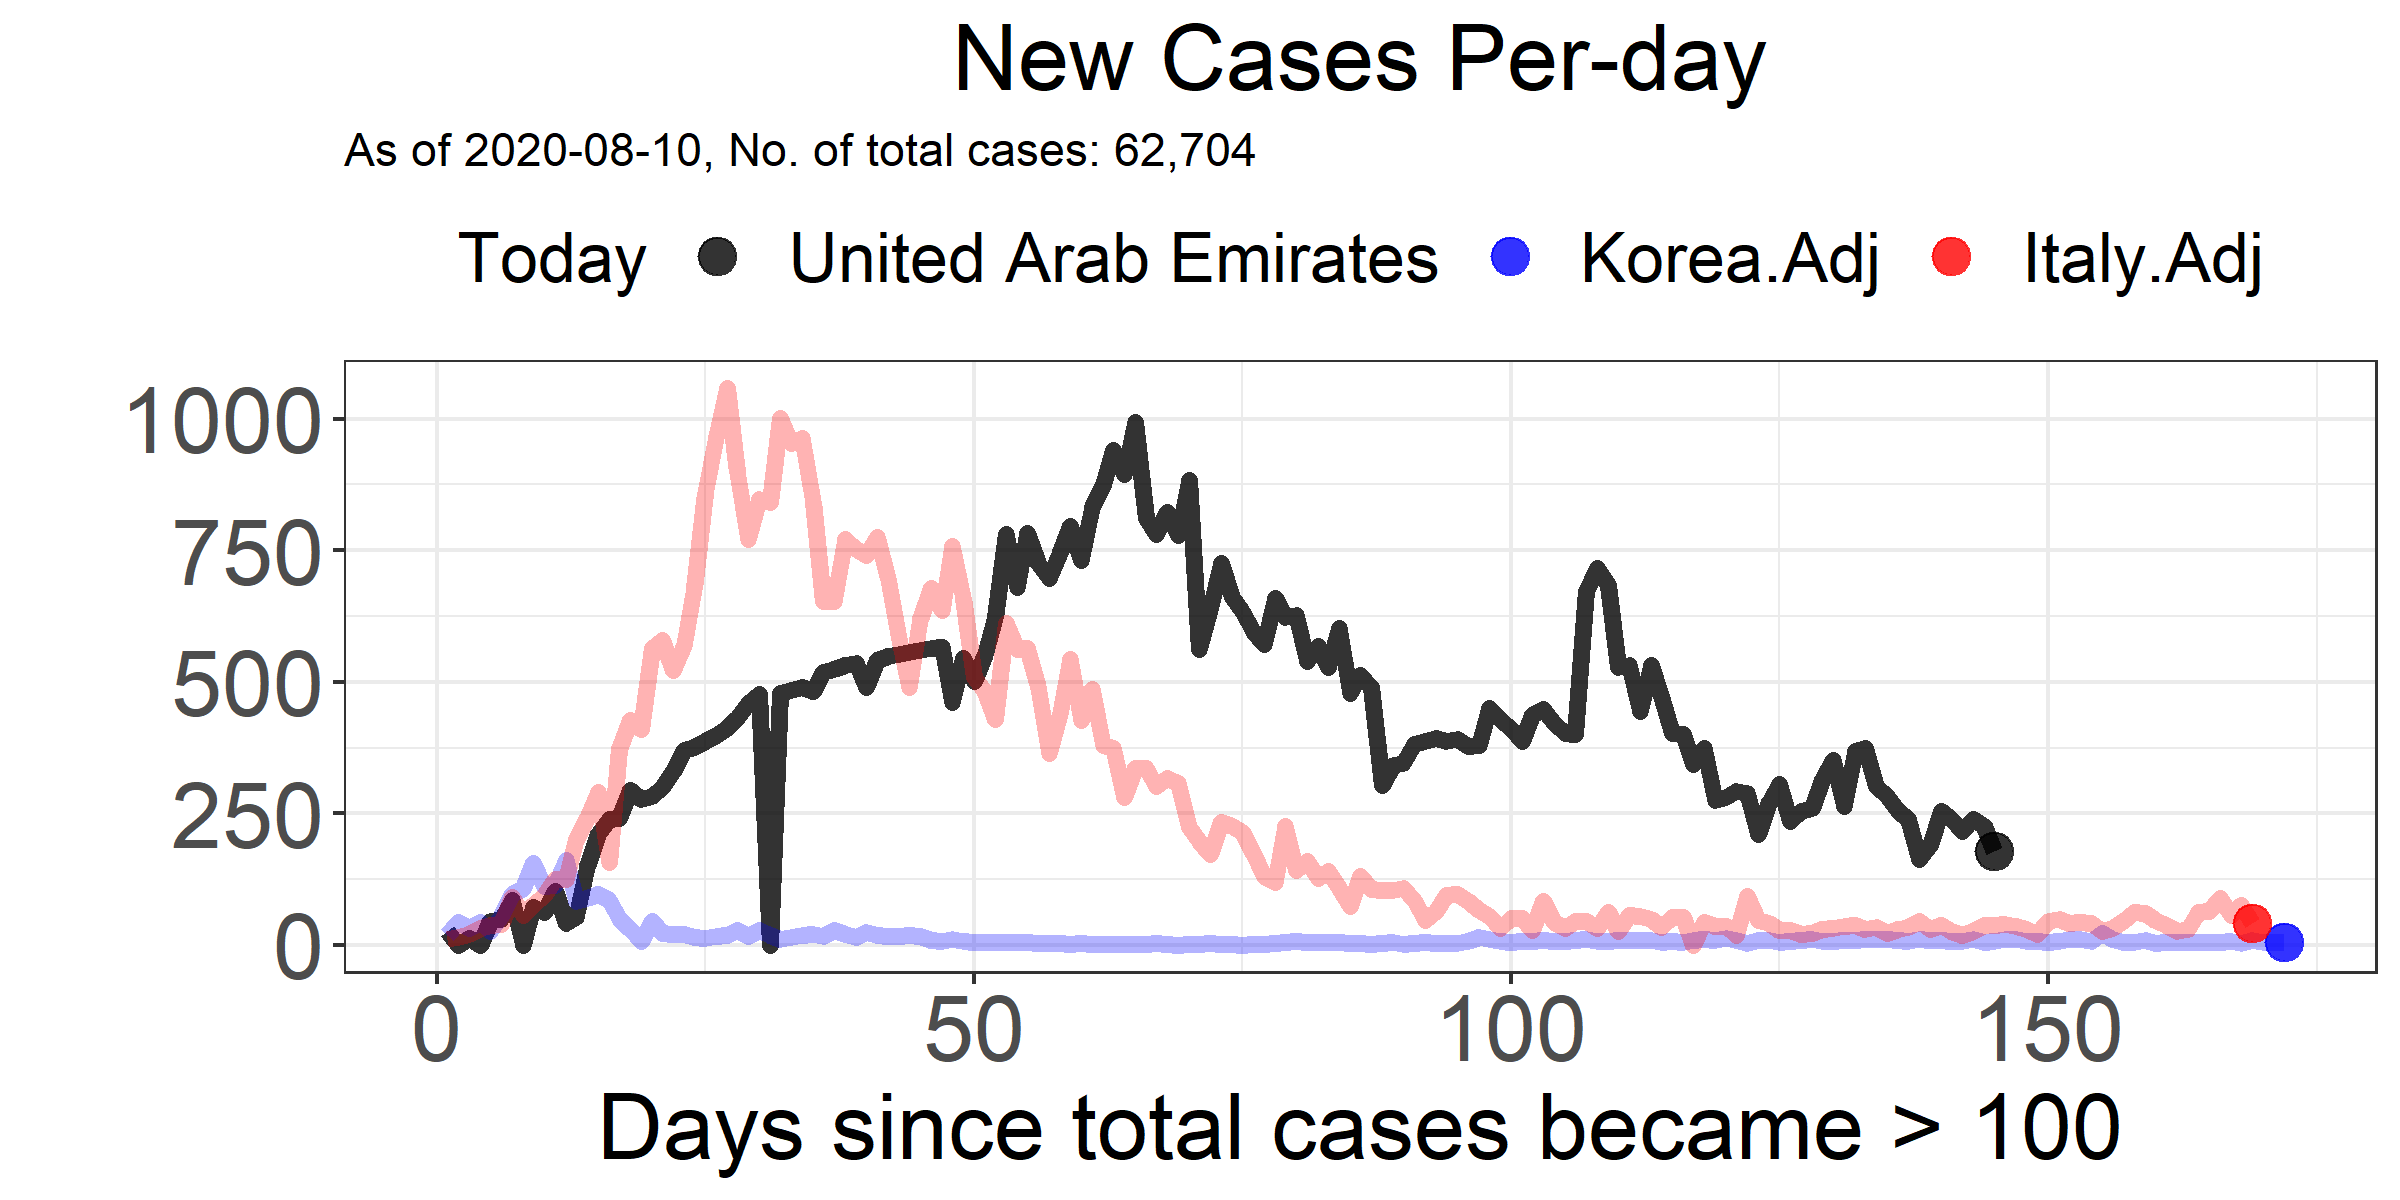 New Cases Per-day
As of 2020-08-10, No. of total cases: 62,704
Today United Arab Emirates Korea.Adj Italy.Adj
1000
750
500
250
0
0 50 100 150
Days since total cases became > 100